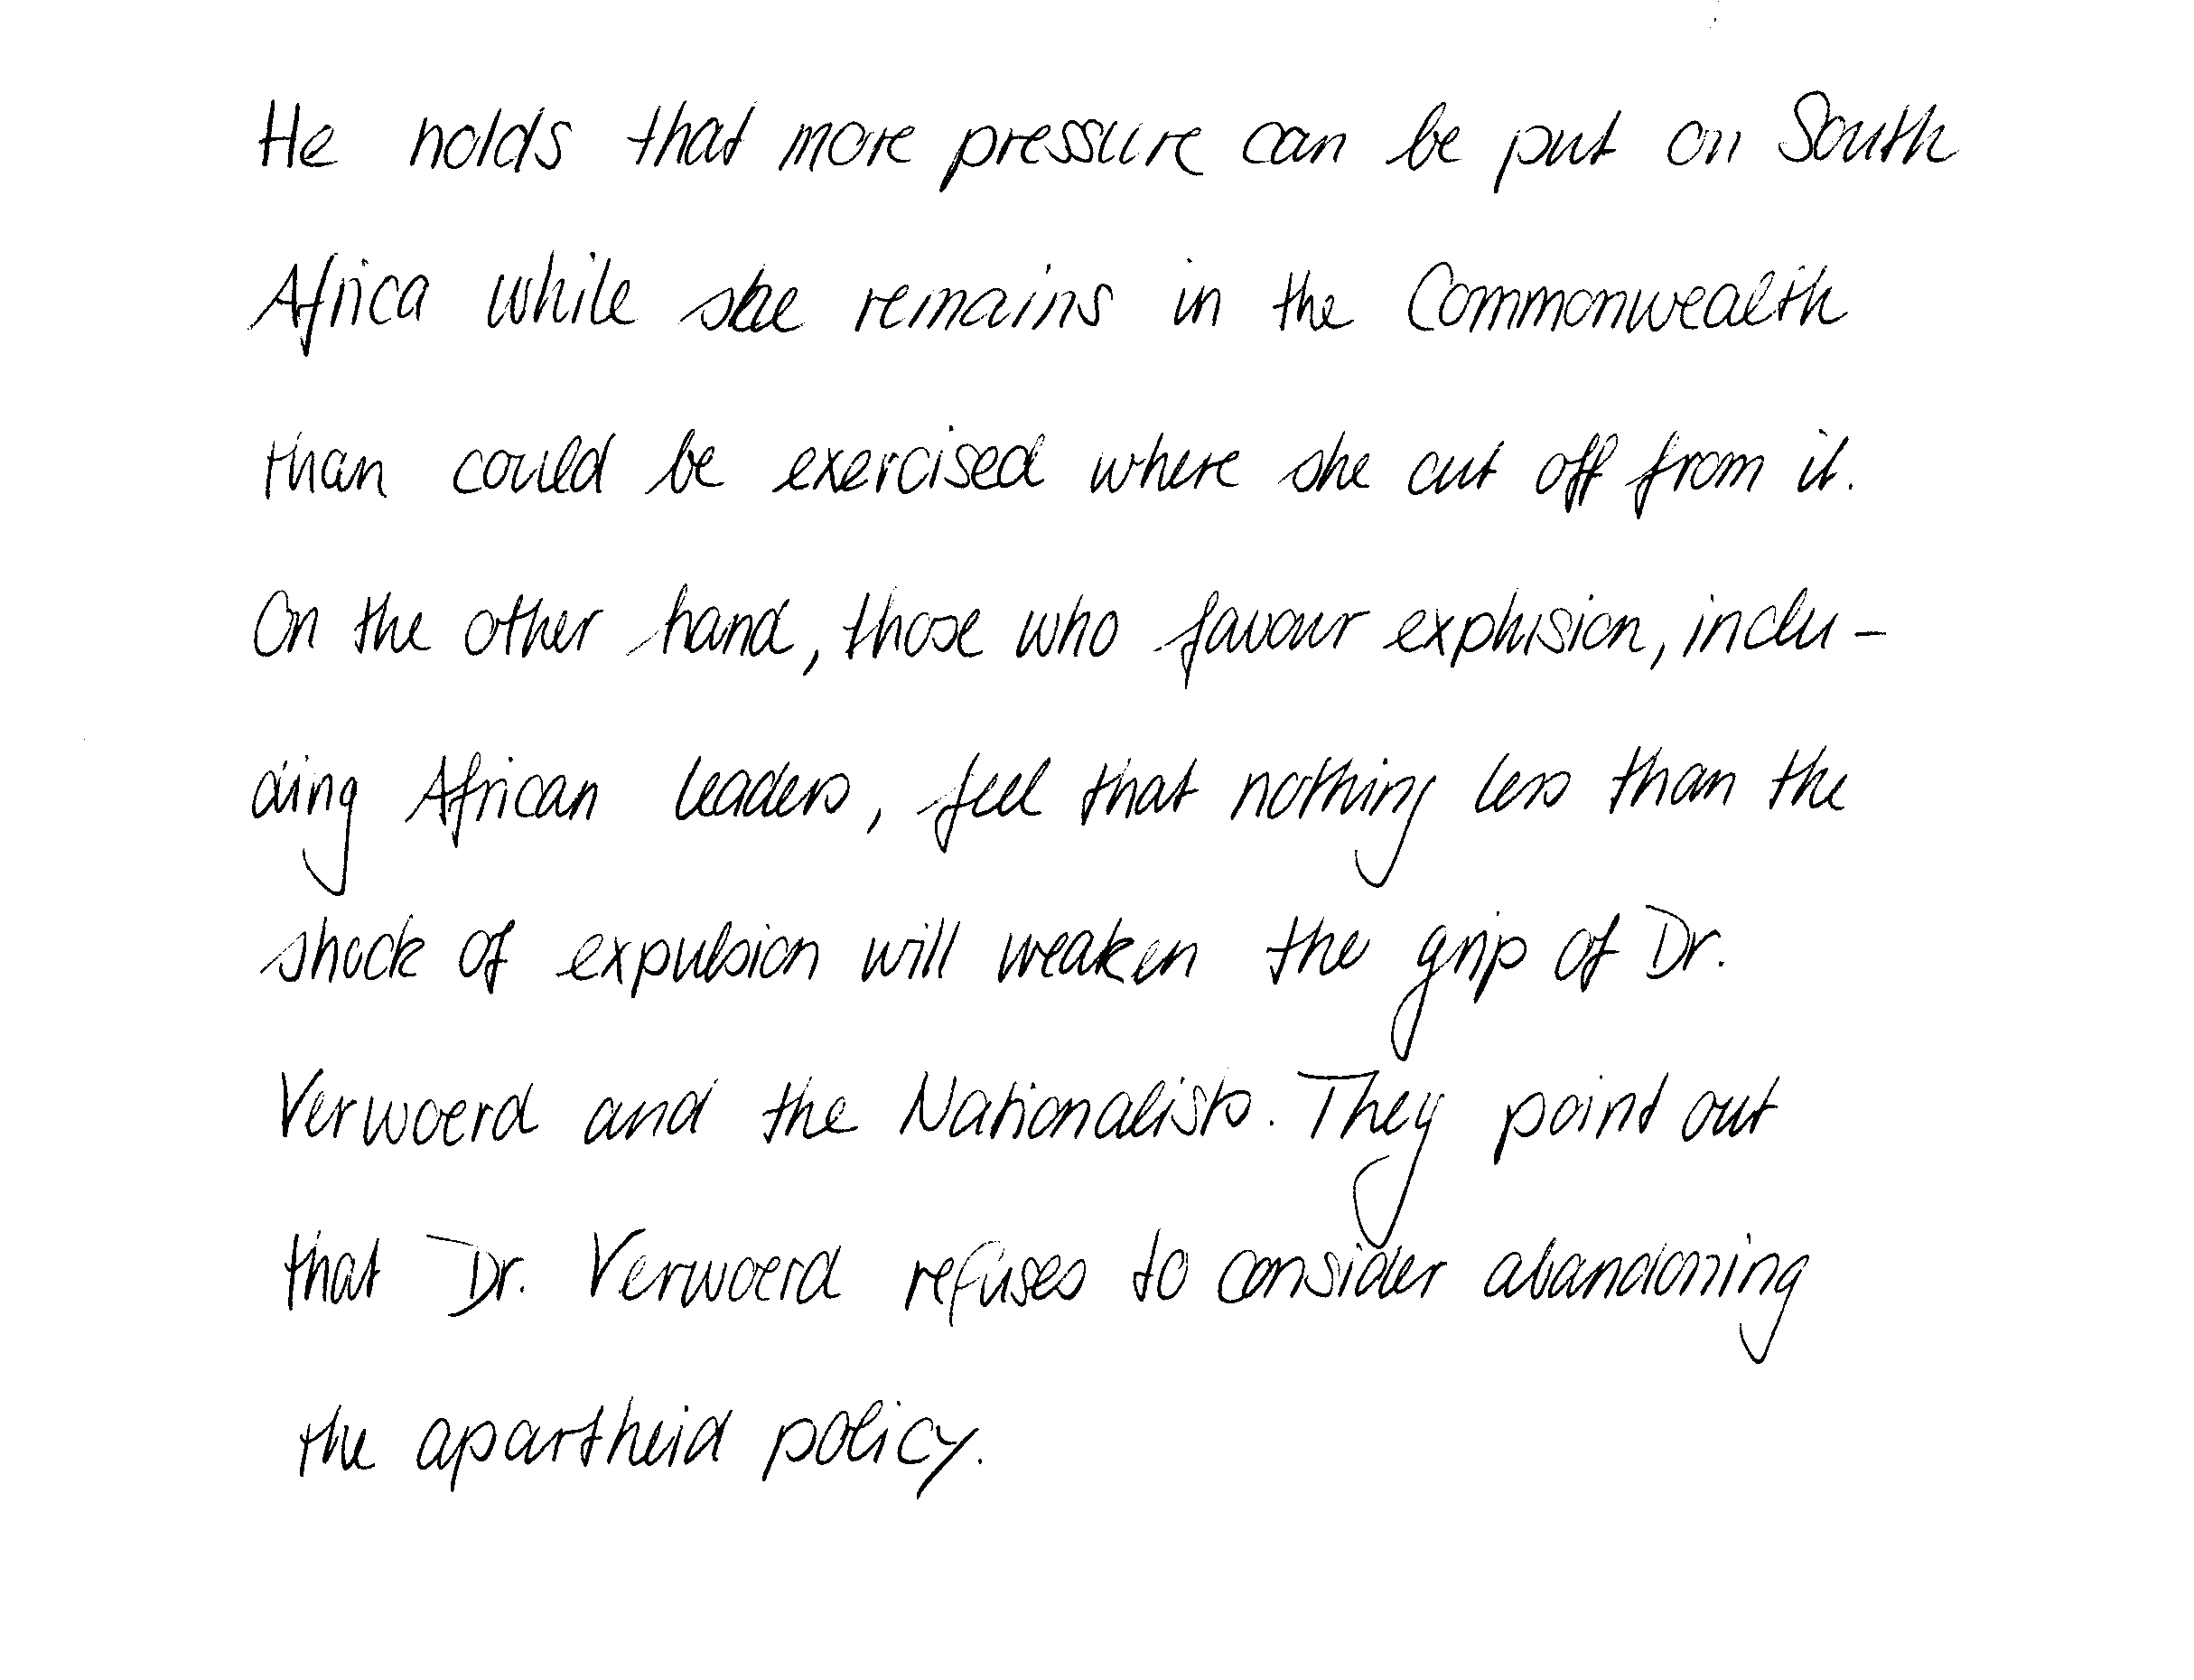 He holds that more pressure can be put on South
Africa while she remains in the Commonwealth
than could be exercised where she cut off from it.
On the other hand, those who favour explusion, inclu-
ding African leaders, feel that nothing less than the
shock of expulsion will weaken the grip of Dr.
Verwoerd and the Nationalists. They point out
that Dr. Verwoerd refuses to consider abandoning
the apartheid policy.